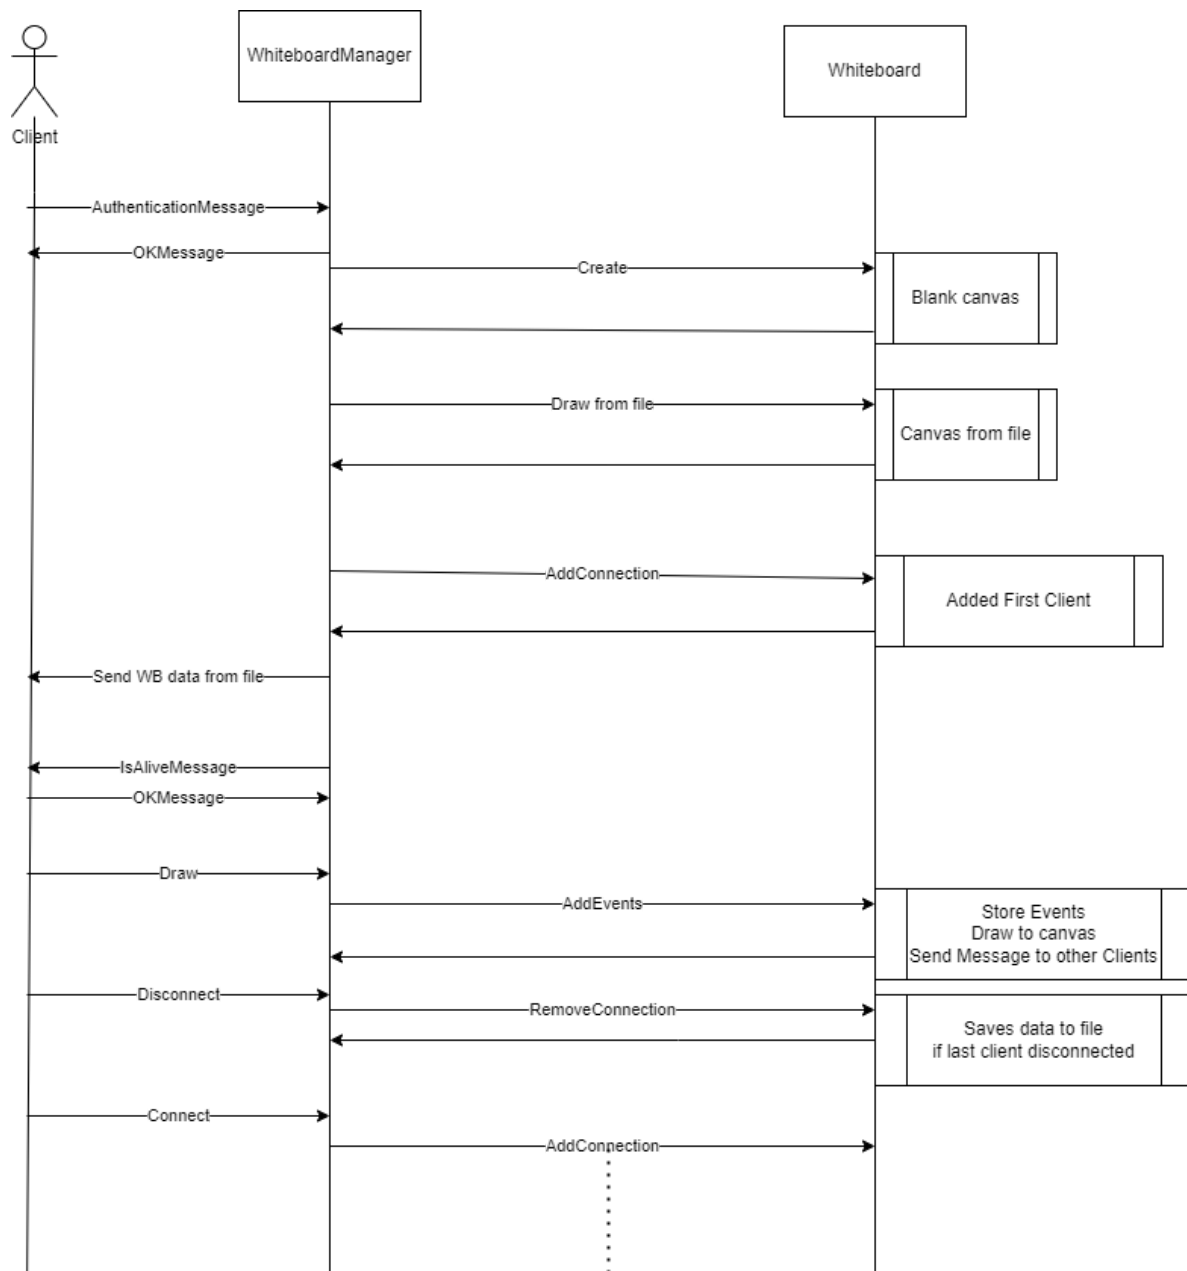 WhiteboardManager
Whiteboard
Client
AuthenticationMessage
OKMessage
Create
Blank canvas
Draw from file
Canvas from file
AddConnection
Added First Client
Send WB data from file
IsAliveMessage
OKMessage
Draw
AddEvents
Store Events
Draw to canvas
Send Message to other Clients
Disconnect
RemoveConnection
Saves data to file
if last client disconnected
Connect
AddConnection